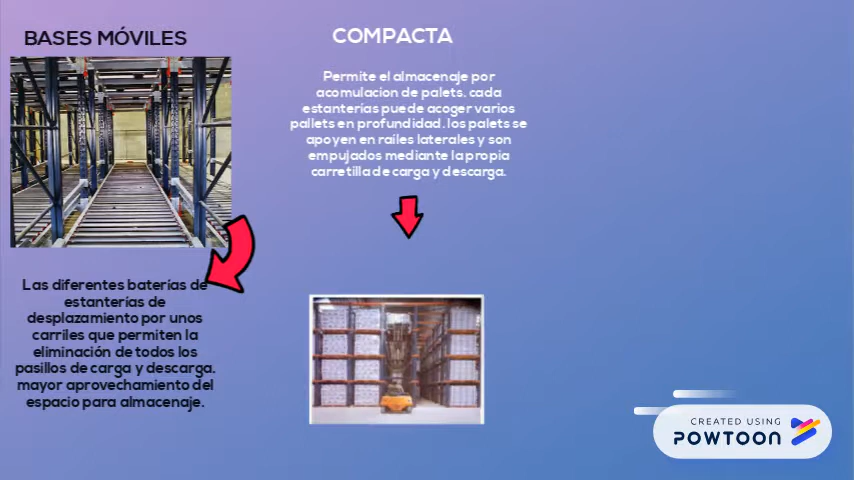 BASES MÓVILES
Las diferentes baterías de
estanterías de
desplazamiento por unos
carriles que permiten la
eliminación de todos los
pasillos de carga y descarga.
mayor aprovechamiento del
espacio para almacenaje.
COMPACTA
Permite el almacenaje por
acomulacion de palets. cada
estanterías puede acoger varios
pallets en profundidad. los palets se
apoyen en railes laterales y son
empujados mediante la propia
carretilla de carga y descarga.
CREATED USING
POWTOON